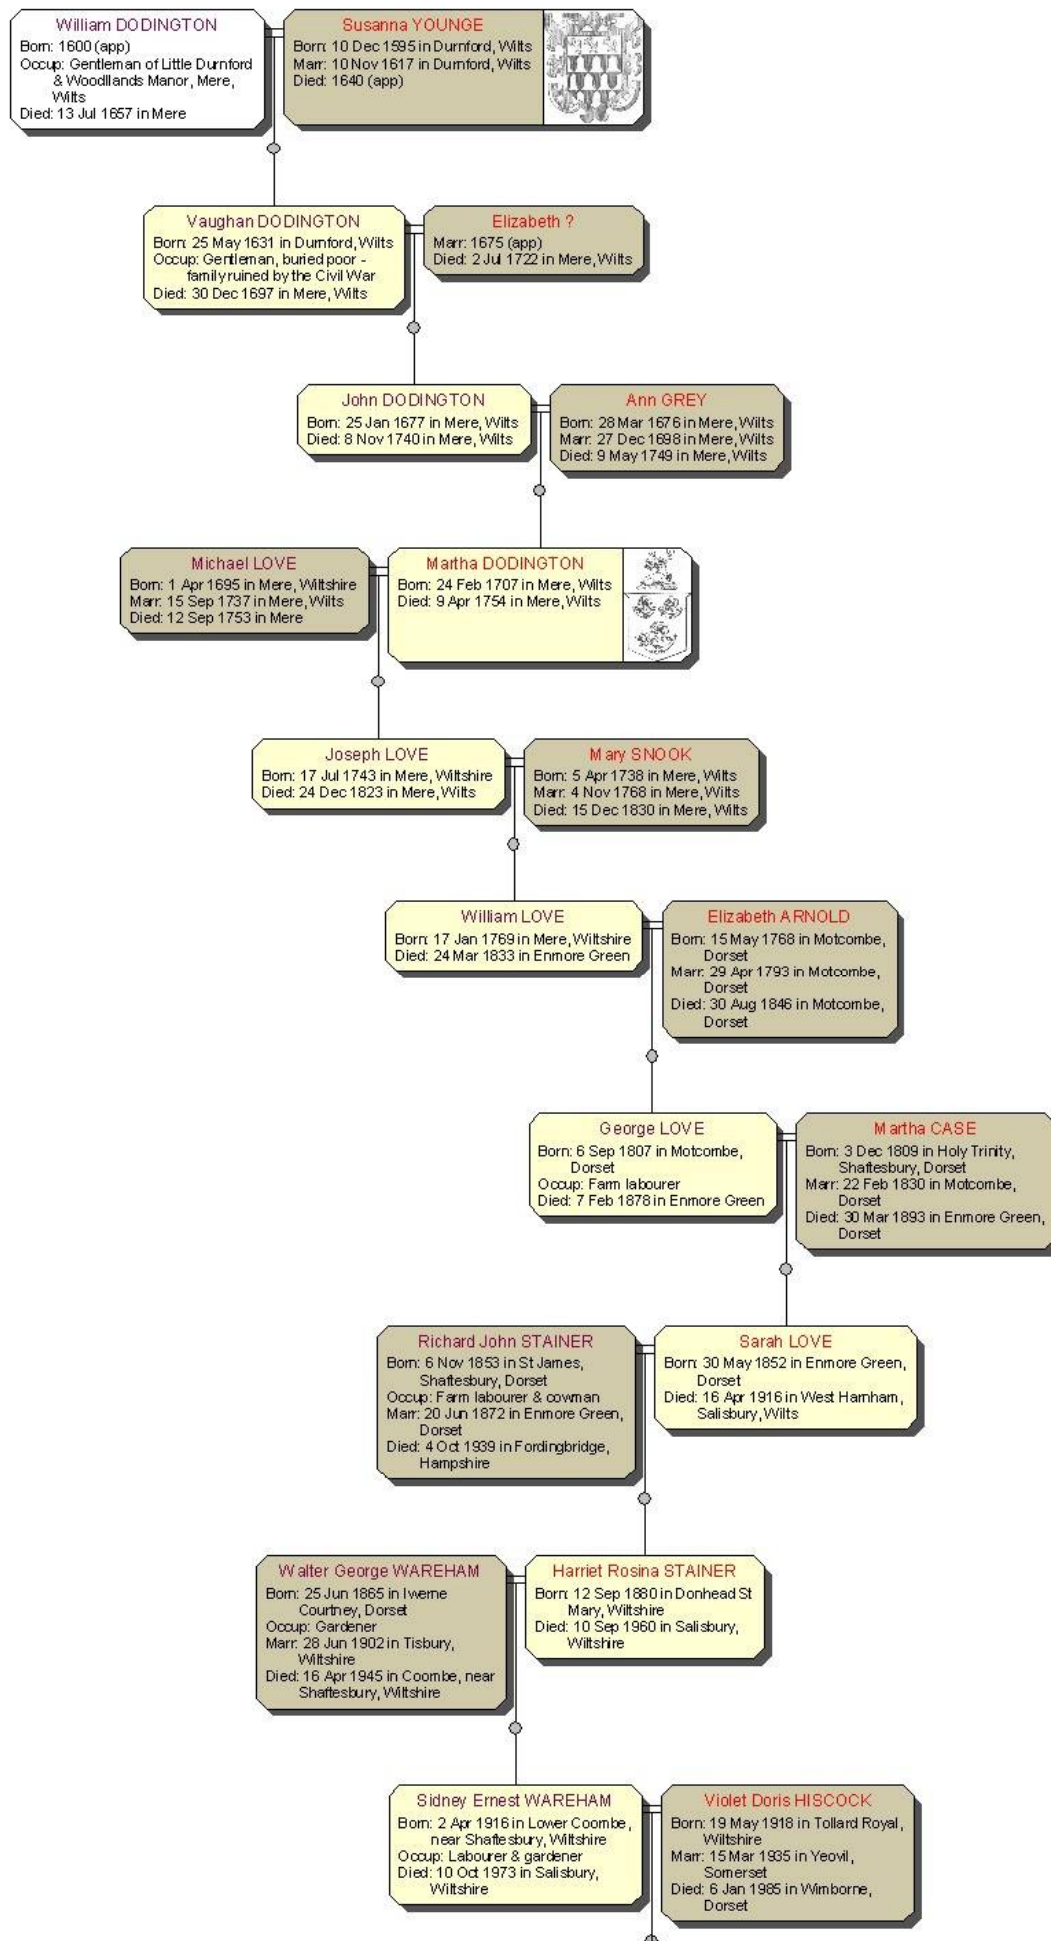 William DODINGTON
Born: 1600 (app)
Occup: Gentleman of Little Durnford
& Woodllands Manor, Mere,
Wilts
Died: 13 Jul 1657 in Mere
Susanna YOUNGE
Born: 10 Dec 1595 in Durnford, Wilts
Marr: 10 Nov 1617 in Durnford, Wilts
Died: 1640 (app)
Vaughan DODINGTON
Born: 25 May 1631 in Durnford, Wilts
Occup: Gentleman, buried poor -
family ruined by the Civil War
Died: 30 Dec 1697 in Mere, Wilts
Elizabeth ?
Marr: 1675 (app)
Died: 2 Jul 1722 in Mere, Wilts
John DODINGTON
Born: 25 Jan 1677 in Mere, Wilts
Died: 8 Nov 1740 in Mere, Wilts
Ann GREY
Born: 28 Mar 1676 in Mere, Wilts
Marr: 27 Dec 1698 in Mere, Wilts
Died: 9 May 1749 in Mere, Wilts
Michael LOVE
Born: 1 Apr 1695 in Mere, Wiltshire
Marr: 15 Sep 1737 in Mere, Wilts
Died: 12 Sep 1753 in Mere
Martha DODINGTON
Born: 24 Feb 1707 in Mere, Wilts
Died: 9 Apr 1754 in Mere, Wilts
Joseph LOVE
Born: 17 Jul 1743 in Mere, Wiltshire
Died: 24 Dec 1823 in Mere, Wilts
Mary SNOOK
Born: 5 Apr 1738 in Mere, Wilts
Marr: 4 Nov 1768 in Mere, Wilts
Died: 15 Dec 1830 in Mere, Wilts
William LOVE
Born: 17 Jan 1769 in Mere, Wiltshire
Died: 24 Mar 1833 in Enmore Green
Elizabeth ARNOLD
Born: 15 May 1768 in Motcombe,
Dorset
Marr: 29 Apr 1793 in Motcombe,
Dorset
Died: 30 Aug 1846 in Motcombe,
Dorset
George LOVE
Born: 6 Sep 1807 in Motcombe,
Dorset
Occup: Farm labourer
Died: 7 Feb 1878 in Enmore Green
Martha CASE
Born: 3 Dec 1809 in Holy Trinity,
Shaftesbury, Dorset
Marr: 22 Feb 1830 in Motcombe,
Dorset
Died: 30 Mar 1893 in Enmore Green,
Dorset
Richard John STAINER
Born: 6 Nov 1853 in St James,
Shaftesbury, Dorset
Occup: Farm labourer & cowman
Marr: 20 Jun 1872 in Enmore Green,
Dorset
Died: 4 Oct 1939 in Fordingbridge,
Hampshire
Sarah LOVE
Born: 30 May 1852 in Enmore Green,
Dorset
Died: 16 Apr 1916 in West Harnham,
Salisbury, Wilts
Walter George WAREHAM
Born: 25 Jun 1865 in Iwerne
Courtney, Dorset
Occup: Gardener
Marr: 28 Jun 1902 in Tisbury,
Wiltshire
Died: 16 Apr 1945 in Coombe, near
Shaftesbury, Wiltshire
Harriet Rosina STAINER
Born: 12 Sep 1880 in Donhead St
Mary, Wiltshire
Died: 10 Sep 1960 in Salisbury,
Wiltshire
Sidney Ernest WAREHAM
Born: 2 Apr 1916 in Lower Coombe,
near Shaftesbury, Wiltshire
Occup: Labourer & gardener
Died: 10 Oct 1973 in Salisbury,
Wiltshire
Violet Doris HISCOCK
Born: 19 May 1918 in Tollard Royal,
Wiltshire
Marr: 15 Mar 1935 in Yeovil,
Somerset
Died: 6 Jan 1985 in Wimborne,
Dorset